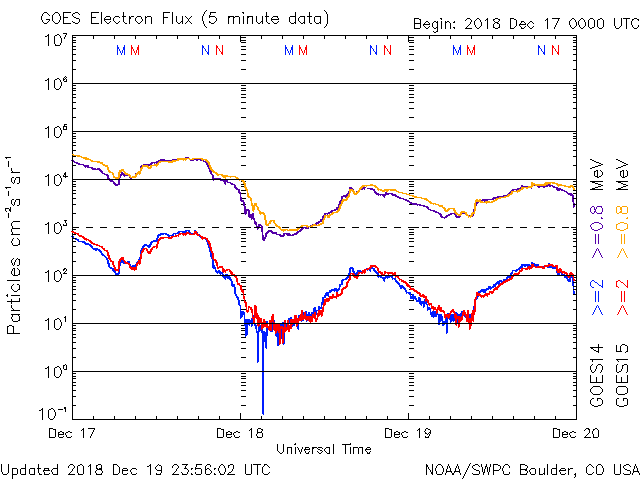 GOES Electron Flux (5 minute data)
Begin: 2018 Dec 17 0000 UTC
M M N N M M N N M M N N
10⁷
10⁶
10⁵
10⁴
10³
10²
10¹
10⁰
10⁻¹
Particles cm⁻²s⁻¹sr⁻¹
Dec 17 Dec 18 Dec 19 Dec 20
Universal Time
GOES14 >=2 >=0.8 MeV
GOES15 >=2 >=0.8 MeV
Updated 2018 Dec 19 23:56:02 UTC
NOAA/SWPC Boulder, CO USA